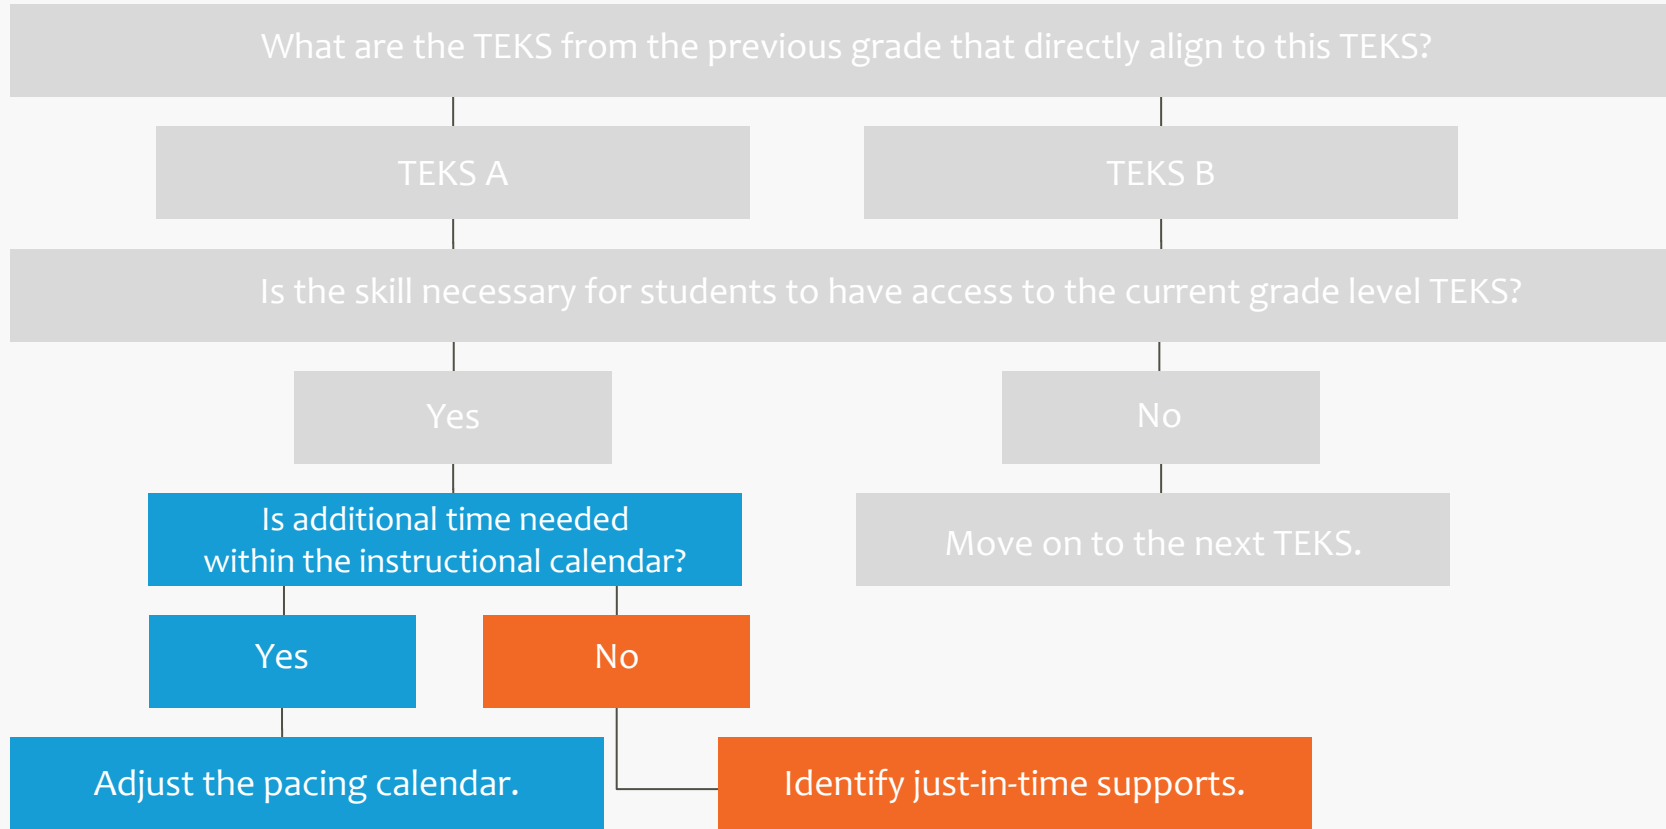 What are the TEKS from the previous grade that directly align to this TEKS?
TEKS A
TEKS B
Is the skill necessary for students to have access to the current grade level TEKS?
Yes
No
Is additional time needed
within the instructional calendar?
Move on to the next TEKS.
Yes
No
Adjust the pacing calendar.
Identify just-in-time supports.